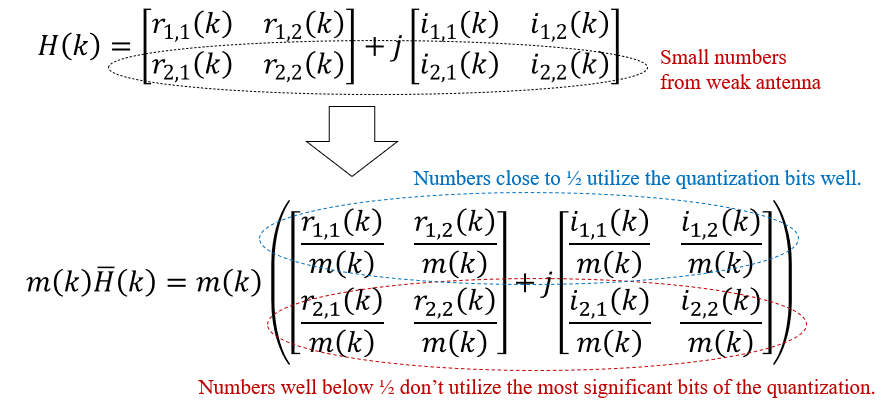 H(k) = [r₁,₁(k) r₁,₂(k)] + j [i₁,₁(k) i₁,₂(k)]
[r₂,₁(k) r₂,₂(k)] [i₂,₁(k) i₂,₂(k)]
Small numbers
from weak antenna
Numbers close to ½ utilize the quantization bits well.
m(k)H̅(k) = m(k) ( [r₁,₁(k)/m(k) r₁,₂(k)/m(k)] + j [i₁,₁(k)/m(k) i₁,₂(k)/m(k)] )
[r₂,₁(k)/m(k) r₂,₂(k)/m(k)] [i₂,₁(k)/m(k) i₂,₂(k)/m(k)]
Numbers well below ½ don’t utilize the most significant bits of the quantization.